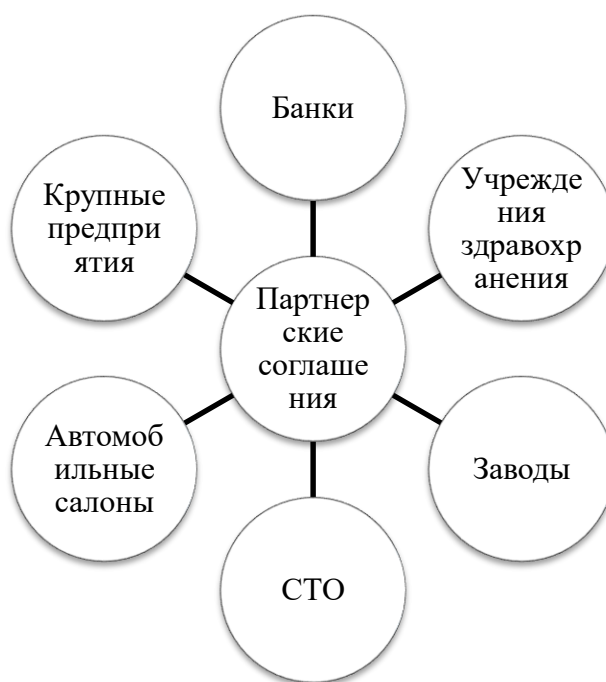 Банки
Крупные
предпри
ятия
Учрежде
ния
здравохр
анения
Партнер
ские
соглаше
ния
Автомоб
ильные
салоны
Заводы
СТО